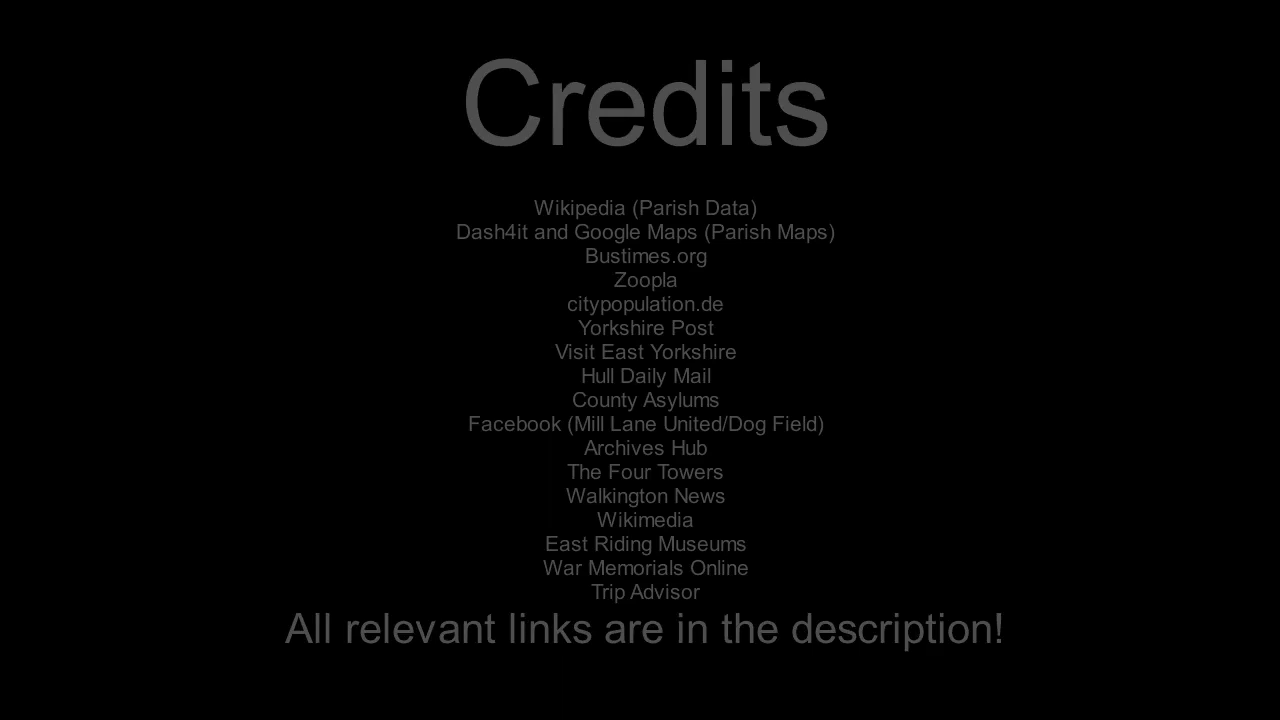 Credits
Wikipedia (Parish Data)
Dash4it and Google Maps (Parish Maps)
Bustimes.org
Zoopla
citypopulation.de
Yorkshire Post
Visit East Yorkshire
Hull Daily Mail
County Asylums
Facebook (Mill Lane United/Dog Field)
Archives Hub
The Four Towers
Walkington News
Wikimedia
East Riding Museums
War Memorials Online
Trip Advisor
All relevant links are in the description!